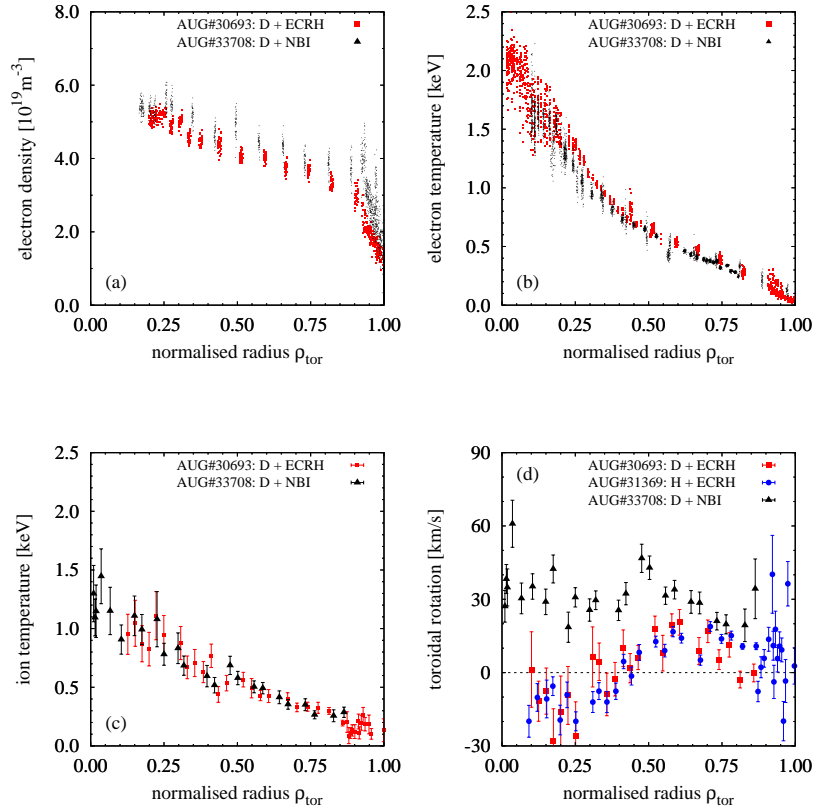 AUG#30693: D + ECRH
AUG#33708: D + NBI
electron density [10¹⁹m⁻³]
8.0
6.0
4.0
2.0
0.0
(a)
0.00 0.25 0.50 0.75 1.00
normalised radius ρtor
AUG#30693: D + ECRH
AUG#33708: D + NBI
electron temperature [keV]
2.5
2.0
1.5
1.0
0.5
0.0
(b)
0.00 0.25 0.50 0.75 1.00
normalised radius ρtor
AUG#30693: D + ECRH
AUG#33708: D + NBI
ion temperature [keV]
2.5
2.0
1.5
1.0
0.5
0.0
(c)
0.00 0.25 0.50 0.75 1.00
normalised radius ρtor
(d)
AUG#30693: D + ECRH
AUG#31369: H + ECRH
AUG#33708: D + NBI
toroidal rotation [km/s]
90
60
30
0
-30
0.00 0.25 0.50 0.75 1.00
normalised radius ρtor